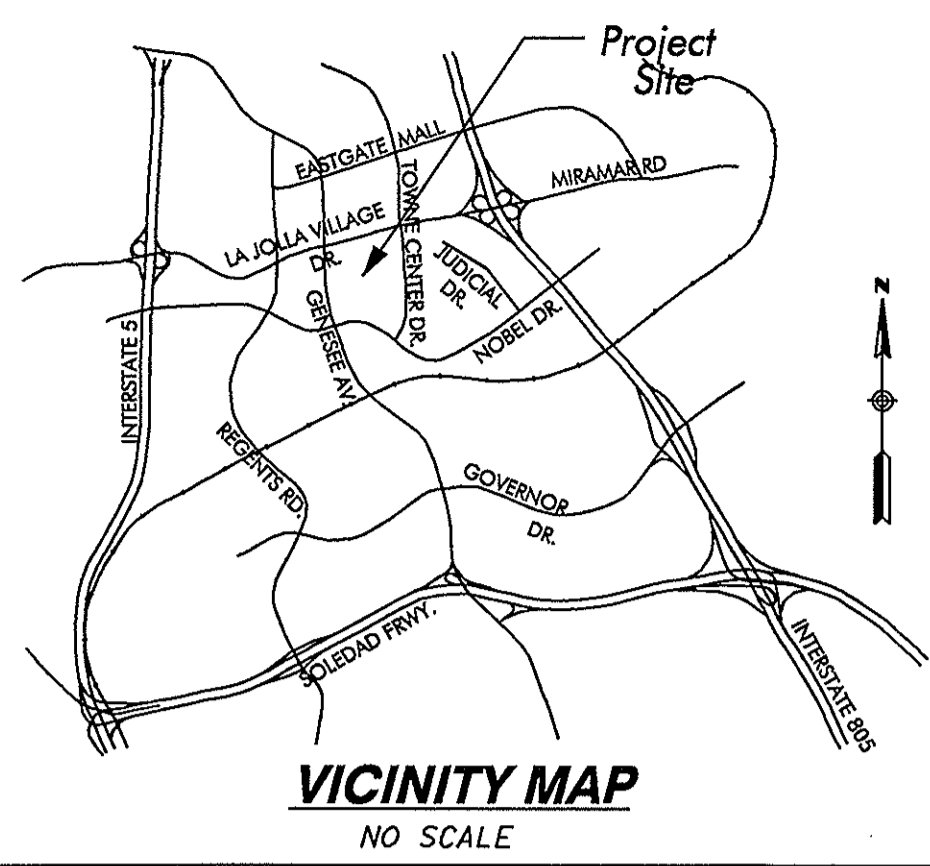 Project
Site
EASTGATE MALL
MIRAMAR RD
TOWNE CENTER DR.
LA JOLLA VILLAGE
DR.
JUDICIAL
DR.
N
GENESEE AV.
NOBEL DR.
INTERSTATE 5
REGENTS RD.
GOVERNOR
DR.
SOLEDAD FRWY.
INTERSTATE 805
VICINITY MAP
NO SCALE